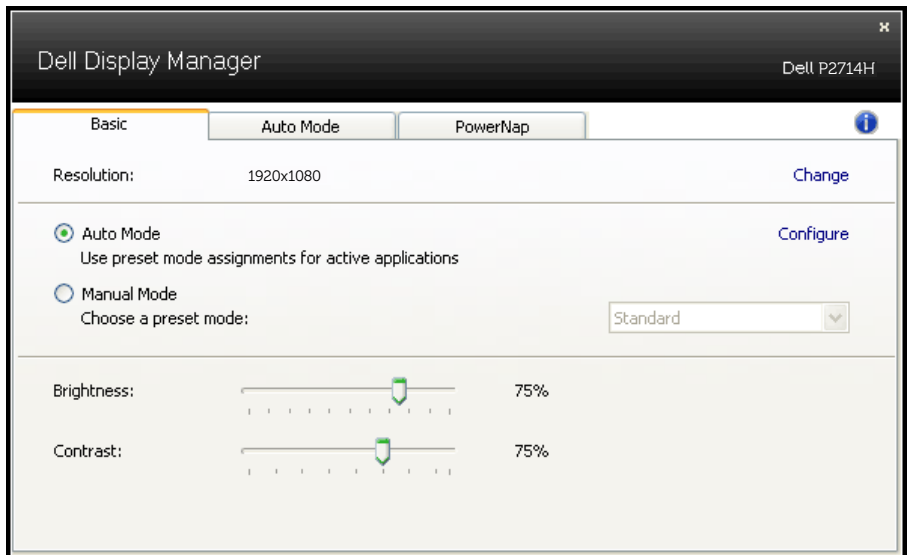 Dell Display Manager
Dell P2714H
Basic
Auto Mode
PowerNap
Resolution:
1920x1080
Change
Auto Mode
Configure
Use preset mode assignments for active applications
Manual Mode
Choose a preset mode:
Standard
Brightness:
75%
Contrast:
75%